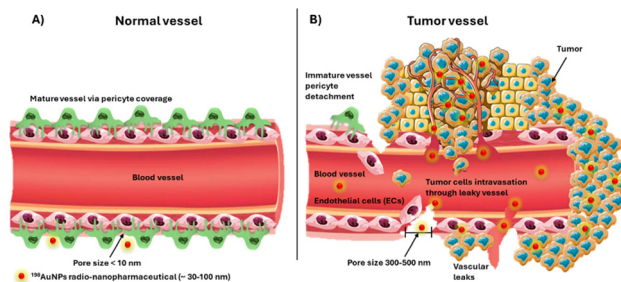 A)
Normal vessel
Mature vessel via pericyte coverage
Blood vessel
Pore size < 10 nm
¹⁹⁸AuNPs radio-nanopharmaceutical (~ 30-100 nm)
B)
Tumor vessel
Tumor
Immature vessel
pericyte
detachment
Blood vessel
Endothelial cells (ECs)
Tumor cells intravasation
through leaky vessel
Pore size 300-500 nm
Vascular
leaks